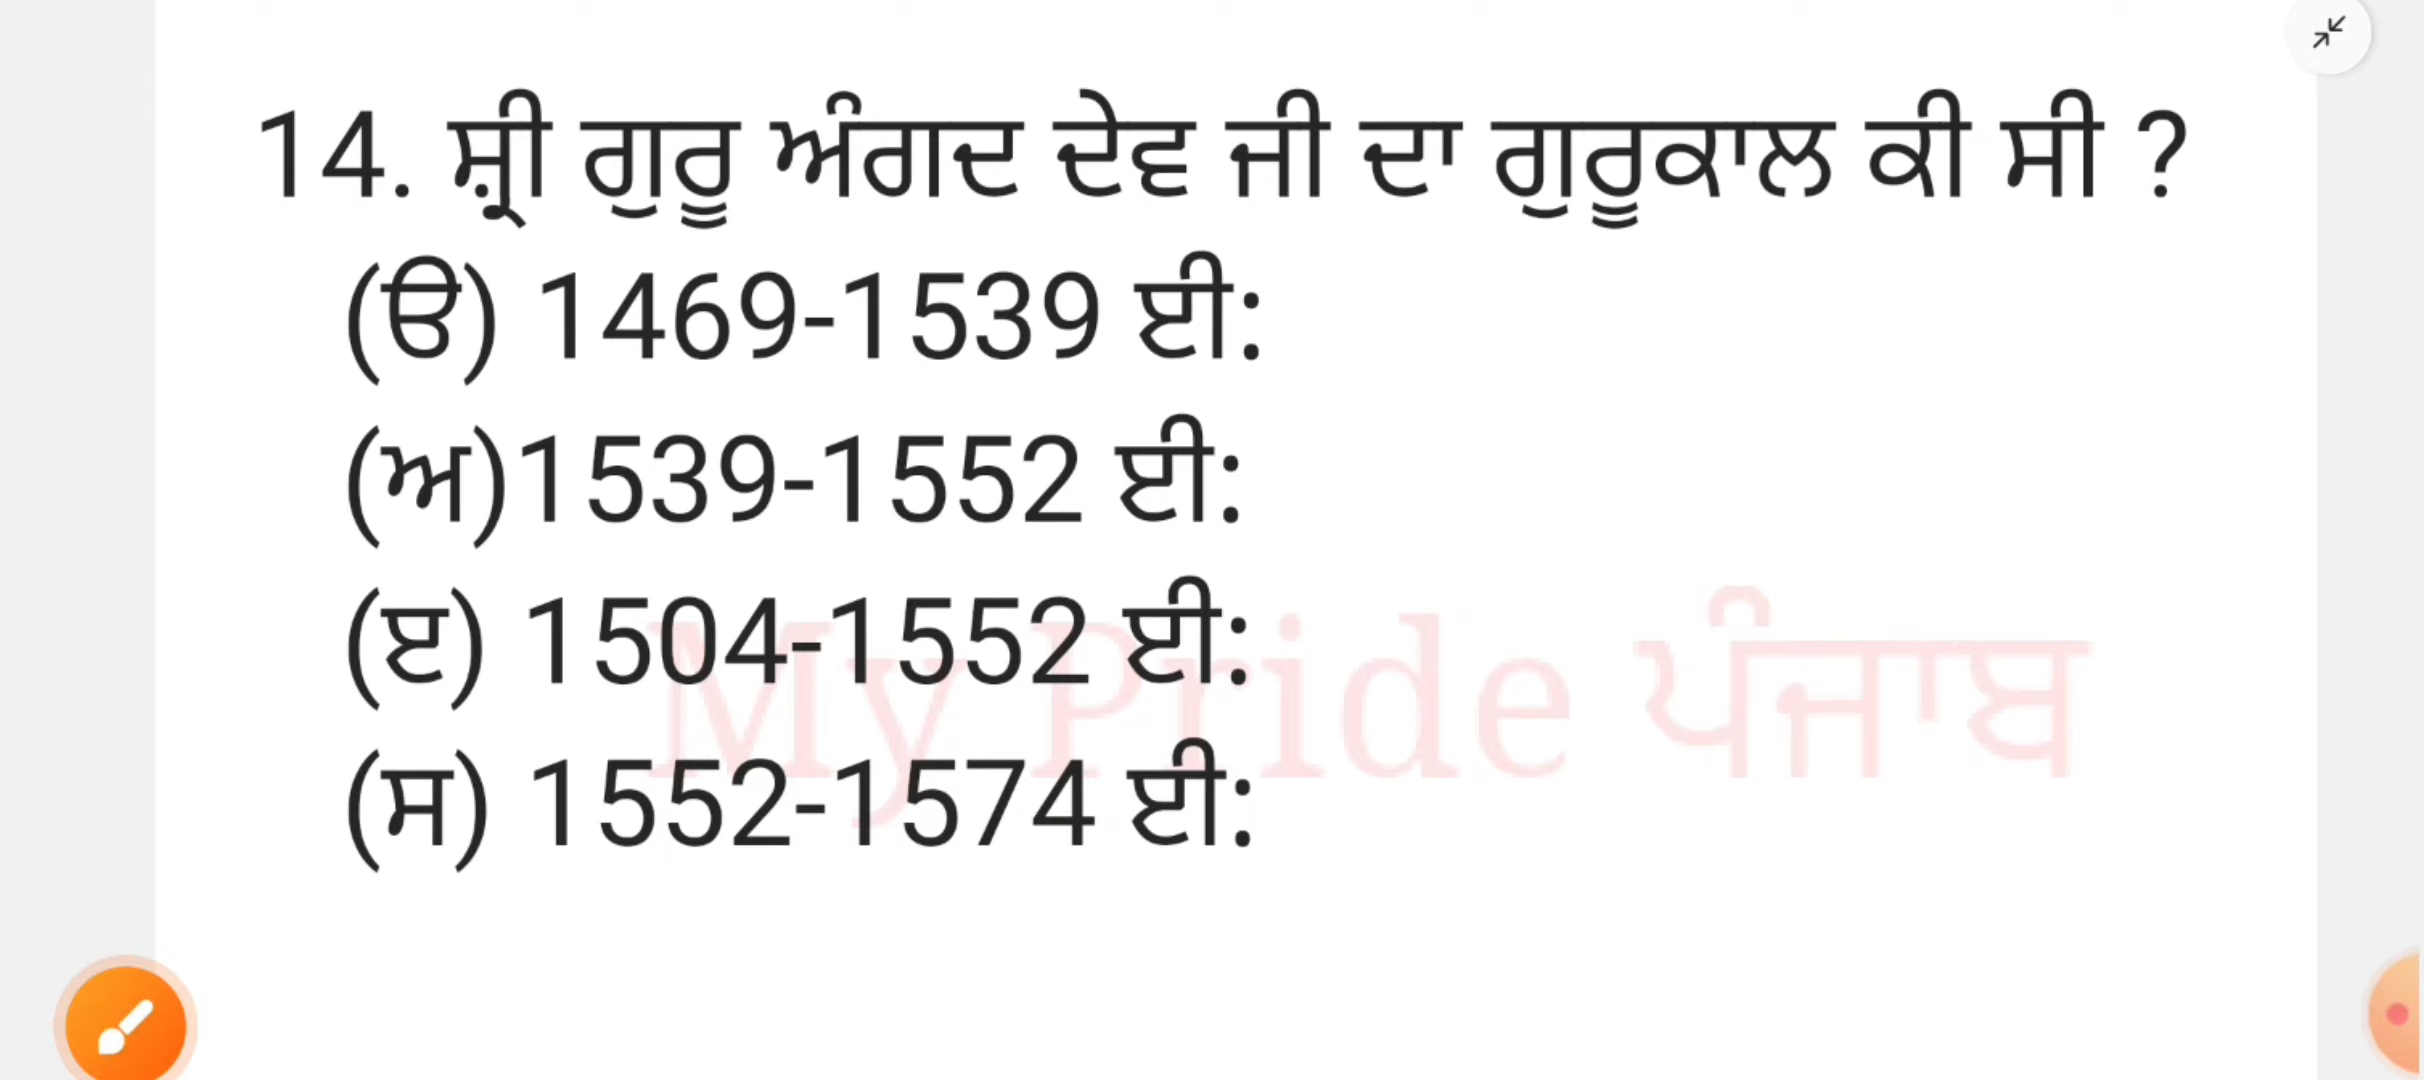 14. ਸ਼੍ਰੀ ਗੁਰੂ ਅੰਗਦ ਦੇਵ ਜੀ ਦਾ ਗੁਰੂਕਾਲ ਕੀ ਸੀ ?
(ੳ) 1469-1539 ਈ:
(ਅ)1539-1552 ਈ:
(ੲ) 1504-1552 ਈ:
My Pride ਪੰਜਾਬ
(ਸ) 1552-1574 ਈ: